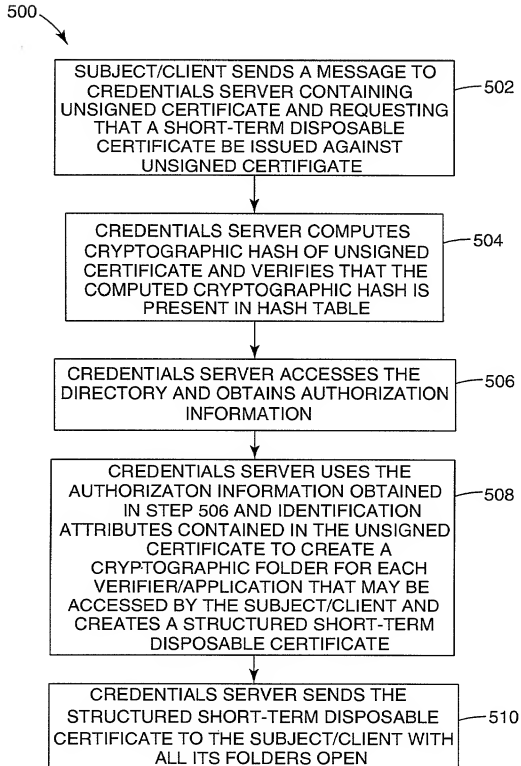 500
SUBJECT/CLIENT SENDS A MESSAGE TO
CREDENTIALS SERVER CONTAINING
UNSIGNED CERTIFICATE AND REQUESTING
THAT A SHORT-TERM DISPOSABLE
CERTIFICATE BE ISSUED AGAINST
UNSIGNED CERTIFIGATE
502
CREDENTIALS SERVER COMPUTES
CRYPTOGRAPHIC HASH OF UNSIGNED
CERTIFICATE AND VERIFIES THAT THE
COMPUTED CRYPTOGRAPHIC HASH IS
PRESENT IN HASH TABLE
504
CREDENTIALS SERVER ACCESSES THE
DIRECTORY AND OBTAINS AUTHORIZATION
INFORMATION
506
CREDENTIALS SERVER USES THE
AUTHORIZATON INFORMATION OBTAINED
IN STEP 506 AND IDENTIFICATION
ATTRIBUTES CONTAINED IN THE UNSIGNED
CERTIFICATE TO CREATE A
CRYPTOGRAPHIC FOLDER FOR EACH
VERIFIER/APPLICATION THAT MAY BE
ACCESSED BY THE SUBJECT/CLIENT AND
CREATES A STRUCTURED SHORT-TERM
DISPOSABLE CERTIFICATE
508
CREDENTIALS SERVER SENDS THE
STRUCTURED SHORT-TERM DISPOSABLE
CERTIFICATE TO THE SUBJECT/CLIENT WITH
ALL ITS FOLDERS OPEN
510